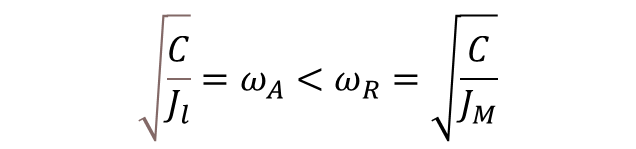 √(C/J_l) = ω_A < ω_R = √(C/J_M)